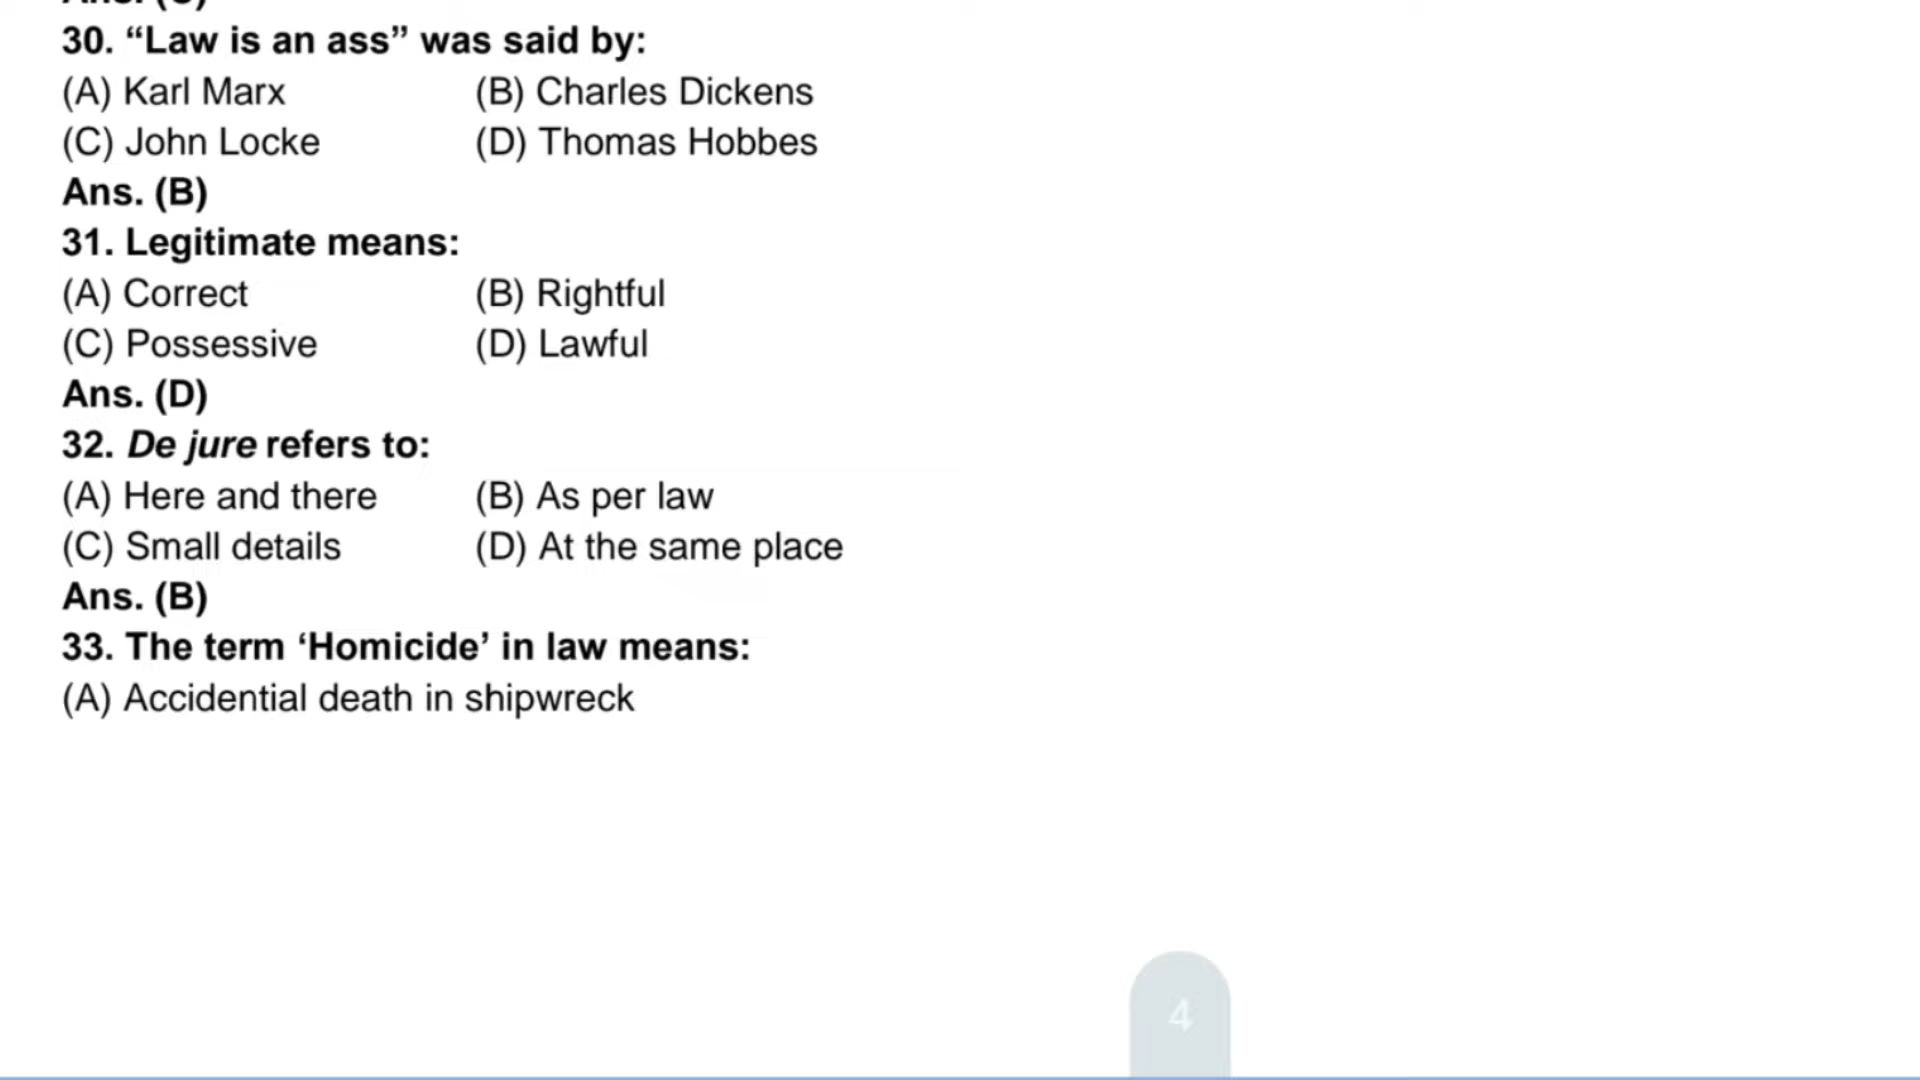 30. “Law is an ass” was said by:
(A) Karl Marx (B) Charles Dickens
(C) John Locke (D) Thomas Hobbes
Ans. (B)
31. Legitimate means:
(A) Correct (B) Rightful
(C) Possessive (D) Lawful
Ans. (D)
32. De jure refers to:
(A) Here and there (B) As per law
(C) Small details (D) At the same place
Ans. (B)
33. The term ‘Homicide’ in law means:
(A) Accidential death in shipwreck
4